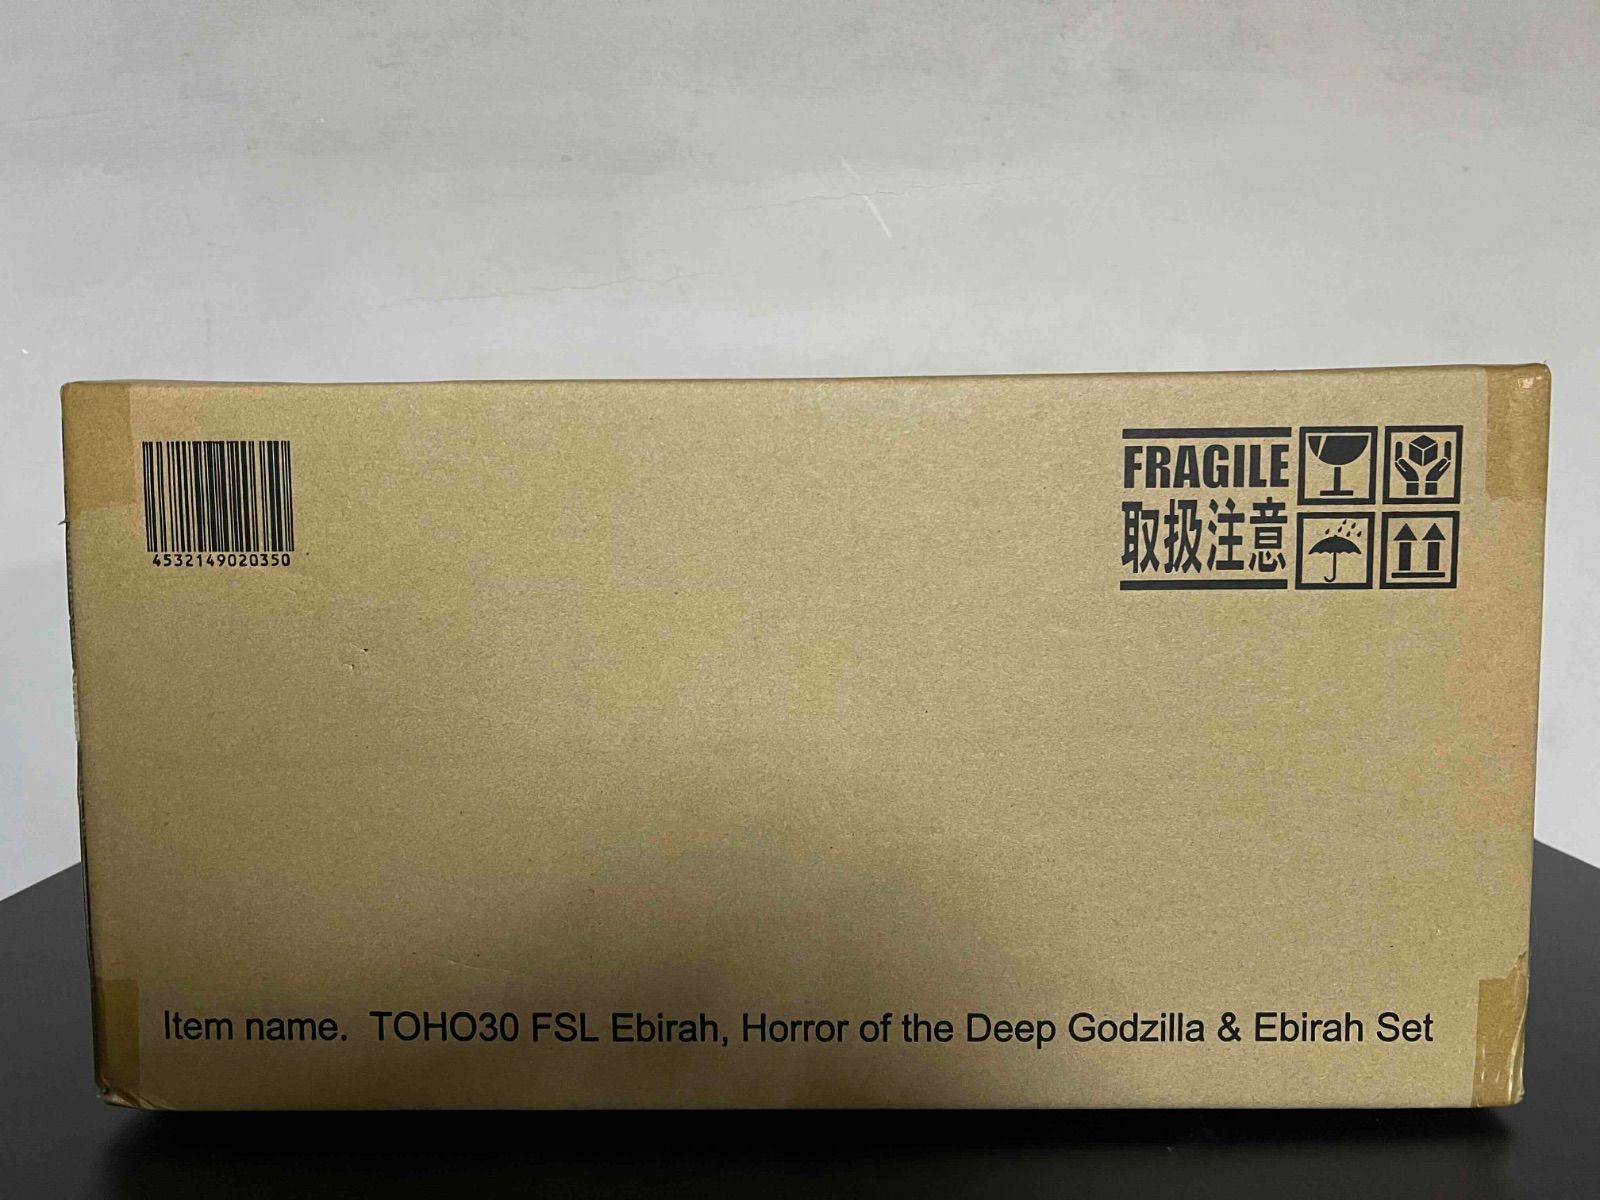 4532149020350
FRAGILE
取扱注意
Item name. TOHO30 FSL Ebirah, Horror of the Deep Godzilla & Ebirah Set